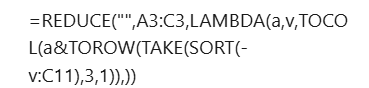 =REDUCE("",A3:C3,LAMBDA(a,v,TOCO
L(a&TOROW(TAKE(SORT(-
v:C11),3,1)),))